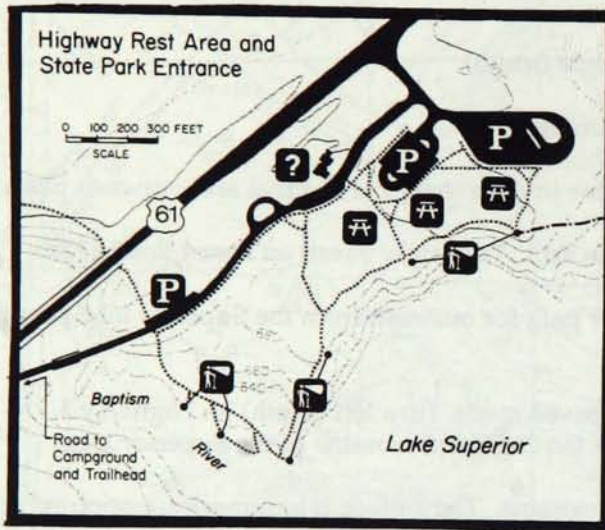 Highway Rest Area and
State Park Entrance
0 100 200 300 FEET
SCALE
P
P
?
61
P
Baptism
River
Lake Superior
Road to
Campground
and Trailhead